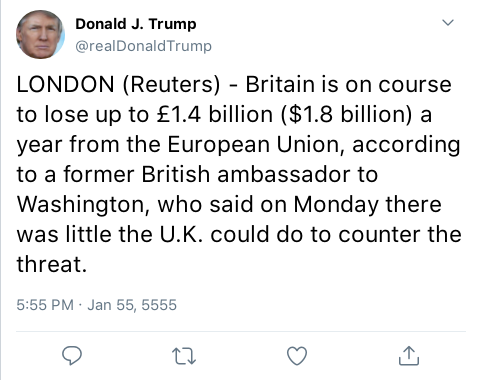 Donald J. Trump
@realDonaldTrump
LONDON (Reuters) - Britain is on course
to lose up to £1.4 billion ($1.8 billion) a
year from the European Union, according
to a former British ambassador to
Washington, who said on Monday there
was little the U.K. could do to counter the
threat.
5:55 PM · Jan 55, 5555